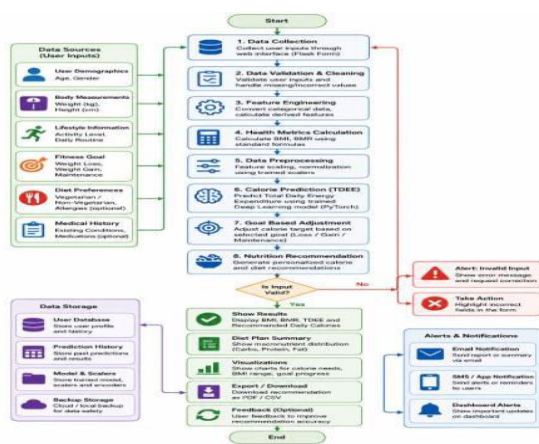 Start
Data Sources
(User Inputs)
User Demographics
Age, Gender
Body Measurements
Weight (kg),
Height (cm)
Lifestyle Information
Activity Level,
Daily Routine
Fitness Goal
Weight Loss,
Weight Gain,
Maintenance
Diet Preferences
Vegetarian /
Non-Vegetarian,
Allergies (optional)
Medical History
Existing Conditions,
Medications (optional)
1. Data Collection
Collect user inputs through
web interface (Flask Form)
2. Data Validation & Cleaning
Validate user inputs and
handle missing/incorrect values
3. Feature Engineering
Convert categorical data,
calculate derived features
4. Health Metrics Calculation
Calculate BMI, BMR using
standard formulas
5. Data Preprocessing
Feature scaling, normalization
using trained scalers
6. Calorie Prediction (TDEE)
Predict Total Daily Energy
Expenditure using trained
Deep Learning model (PyTorch)
7. Goal Based Adjustment
Adjust calorie target based on
selected goal (Loss / Gain /
Maintenance)
8. Nutrition Recommendation
Generate personalized calorie
and diet recommendations
Is Input
Valid?
No
Yes
Alert: Invalid Input
Show error message
and request correction
Take Action
Highlight incorrect
fields in the form
Show Results
Display BMI, BMR, TDEE and
Recommended Daily Calories
Diet Plan Summary
Show macronutrient distribution
(Carbs, Protein, Fat)
Visualizations
Show charts for calorie needs,
BMI range, goal progress
Export / Download
Download recommendation
as PDF / CSV
Feedback (Optional)
User feedback to improve
recommendation accuracy
End
Data Storage
User Database
Store user profile
and history
Prediction History
Store past predictions
and results
Model & Scalers
Store trained model,
scalers and encoders
Backup Storage
Cloud / local backup
for data safety
Alerts & Notifications
Email Notification
Send report or summary
via email
SMS / App Notification
Send alerts or reminders
to users
Dashboard Alerts
Show important updates
on dashboard